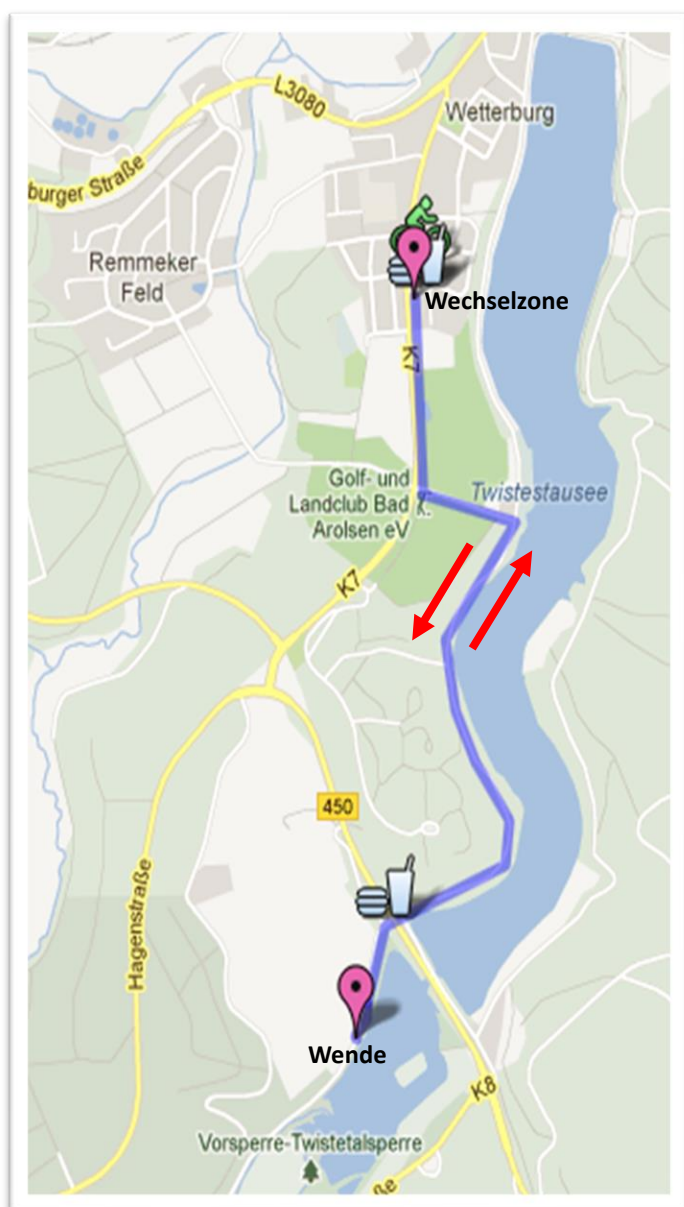 L3080
Wetterburg
burger Straße
Remmeker
Feld
Wechselzone
K7
Golf- und
Landclub Bad
Arolsen eV
Twistestausee
K7
450
Hagenstraße
Wende
K8
Vorsperre-Twistetalsperre
ße